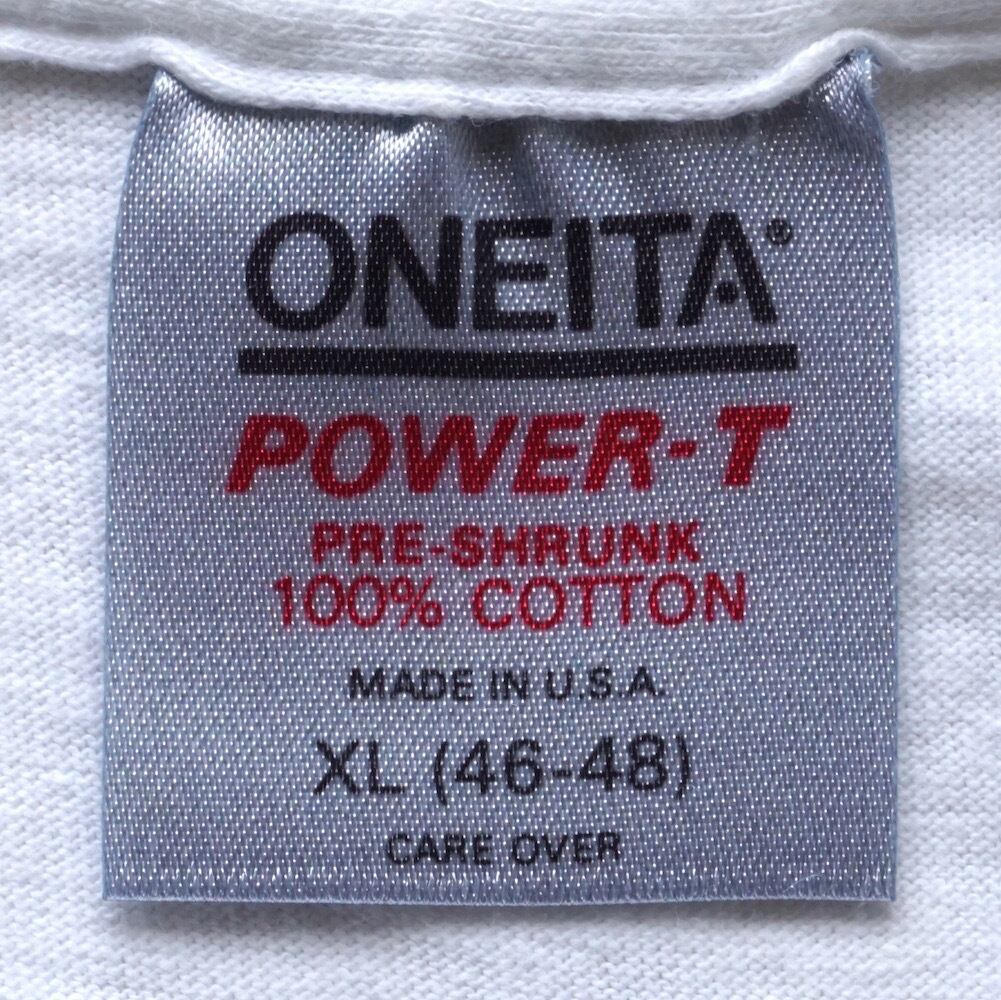 ONEITA®
POWER-T
PRE-SHRUNK
100% COTTON
MADE IN U.S.A.
XL (46-48)
CARE OVER